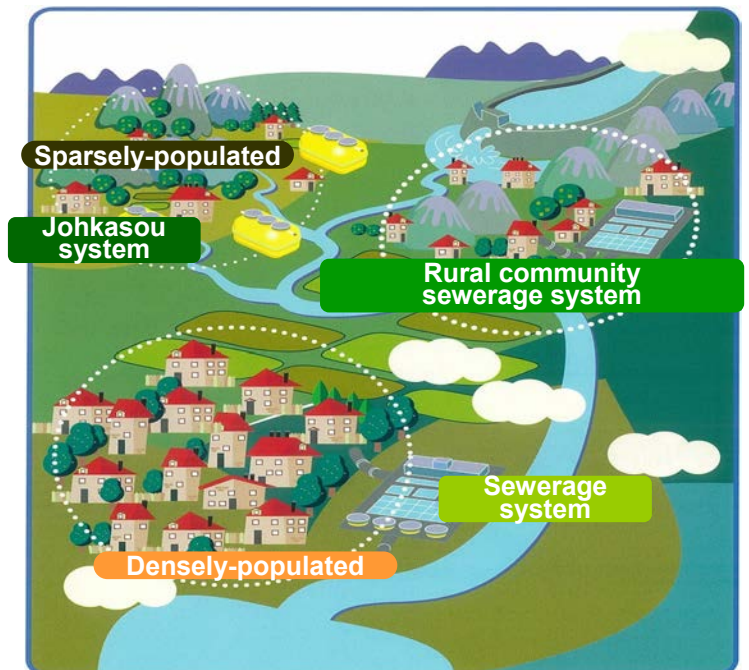 Sparsely-populated
Johkasou
system
Rural community
sewerage system
Sewerage
system
Densely-populated